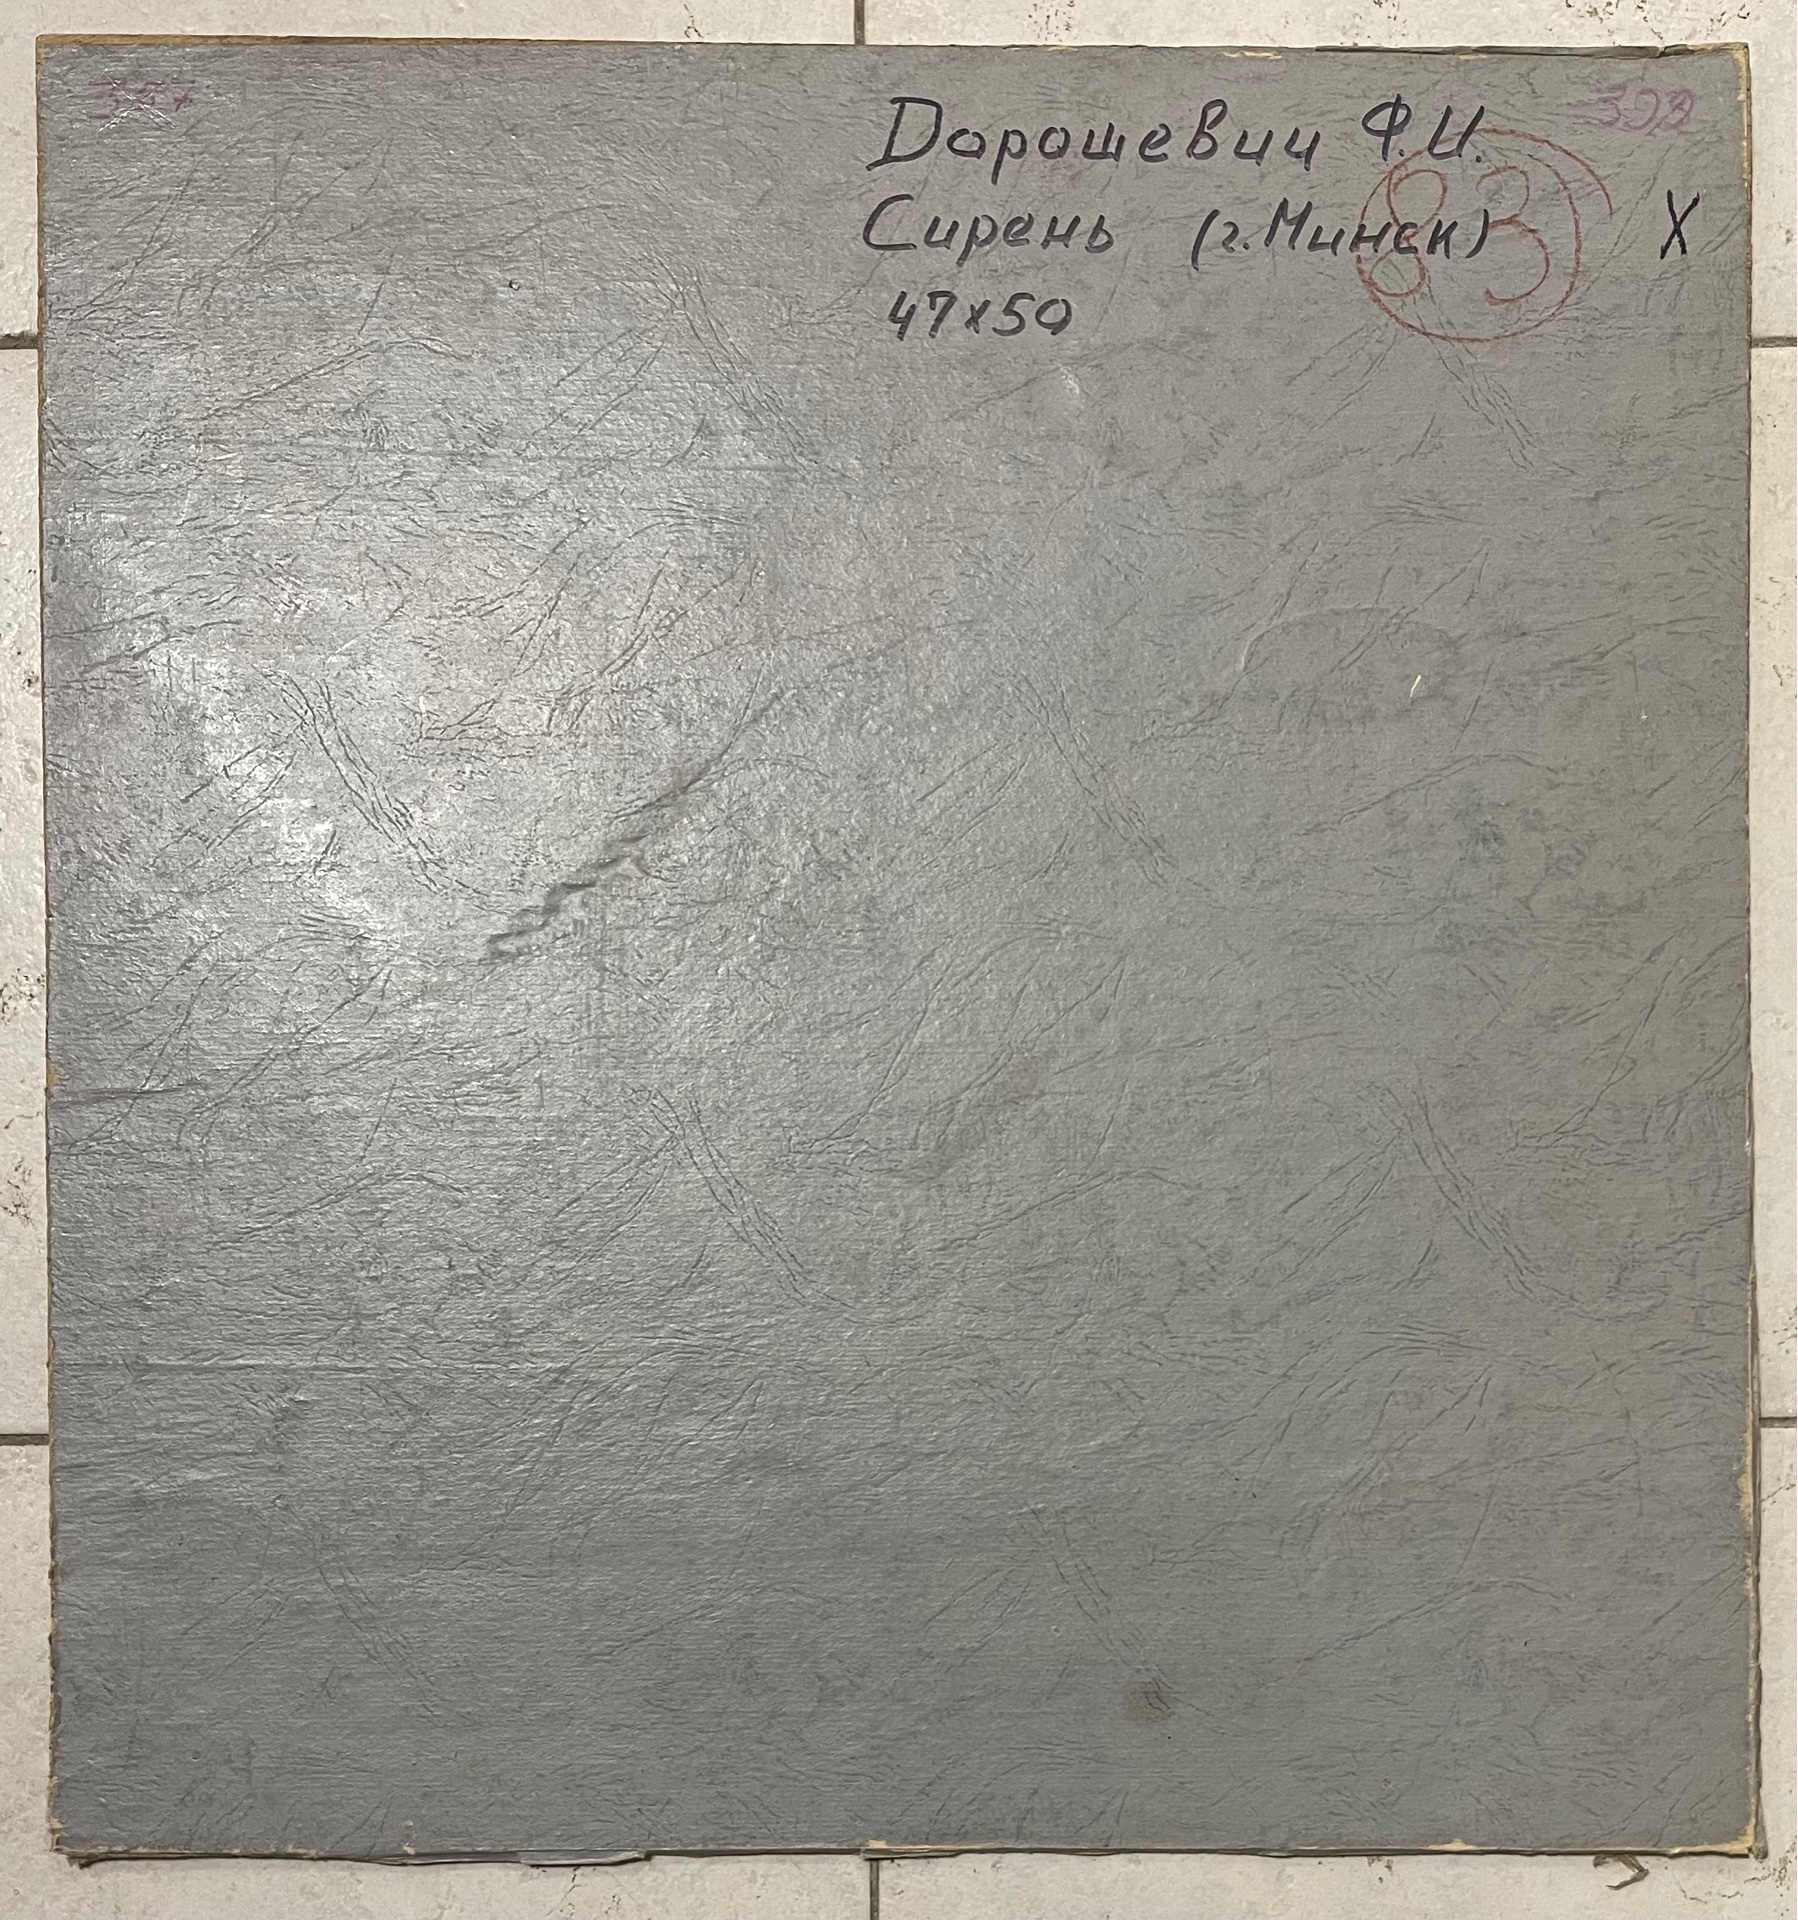 Дорошевич Ф.И.
Сирень (г. Минск) X
47x50
83